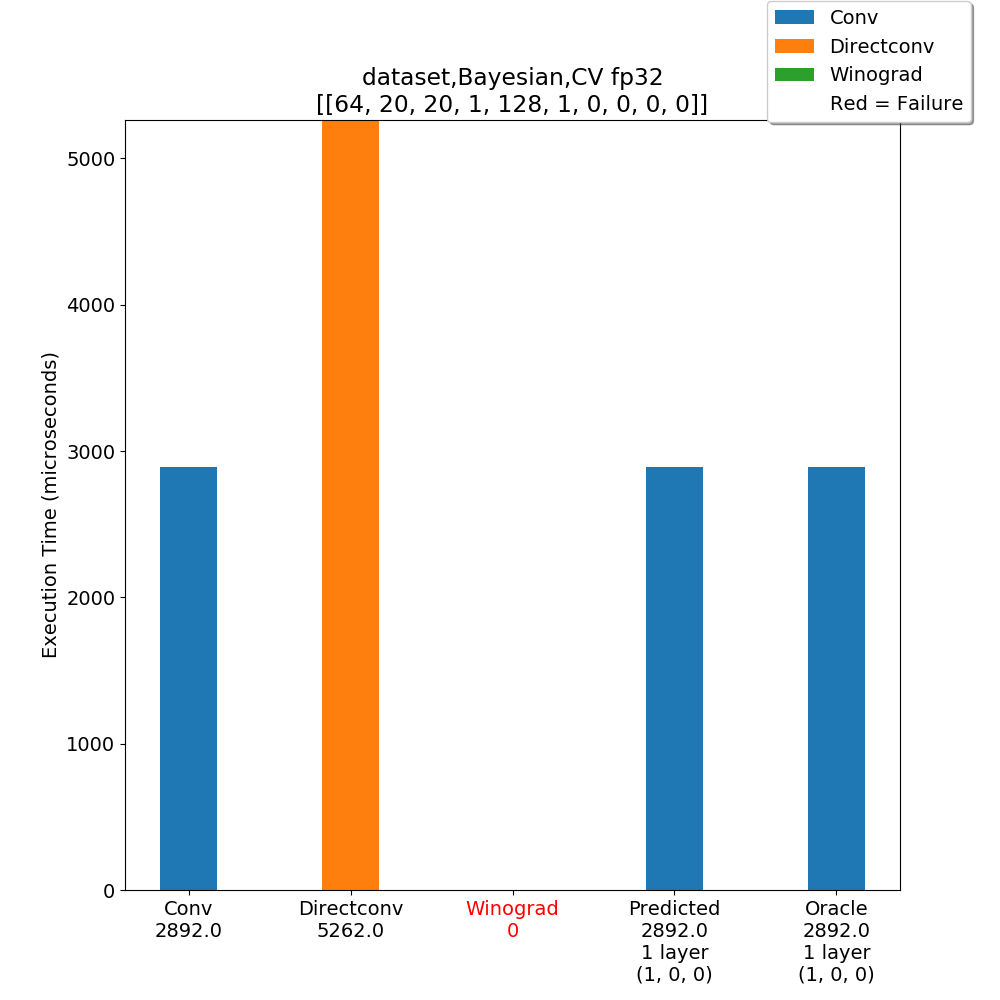 Conv
Directconv
Winograd
Red = Failure
dataset,Bayesian,CV fp32
[[64, 20, 20, 1, 128, 1, 0, 0, 0, 0]]
Execution Time (microseconds)
5000
4000
3000
2000
1000
0
Conv
2892.0
Directconv
5262.0
Winograd
0
Predicted
2892.0
1 layer
(1, 0, 0)
Oracle
2892.0
1 layer
(1, 0, 0)